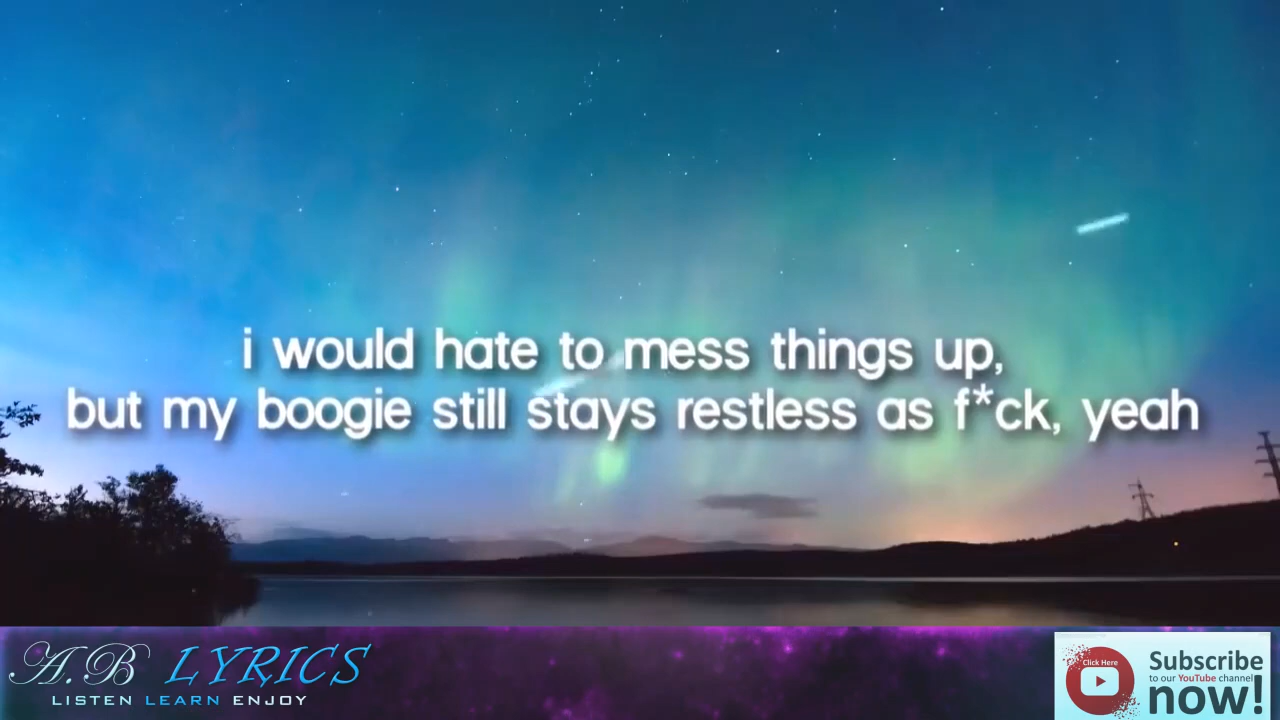 i would hate to mess things up,
but my boogie still stays restless as f*ck, yeah
A.B LYRICS
LISTEN LEARN ENJOY
Click Here
Subscribe
to our YouTube channel
now!